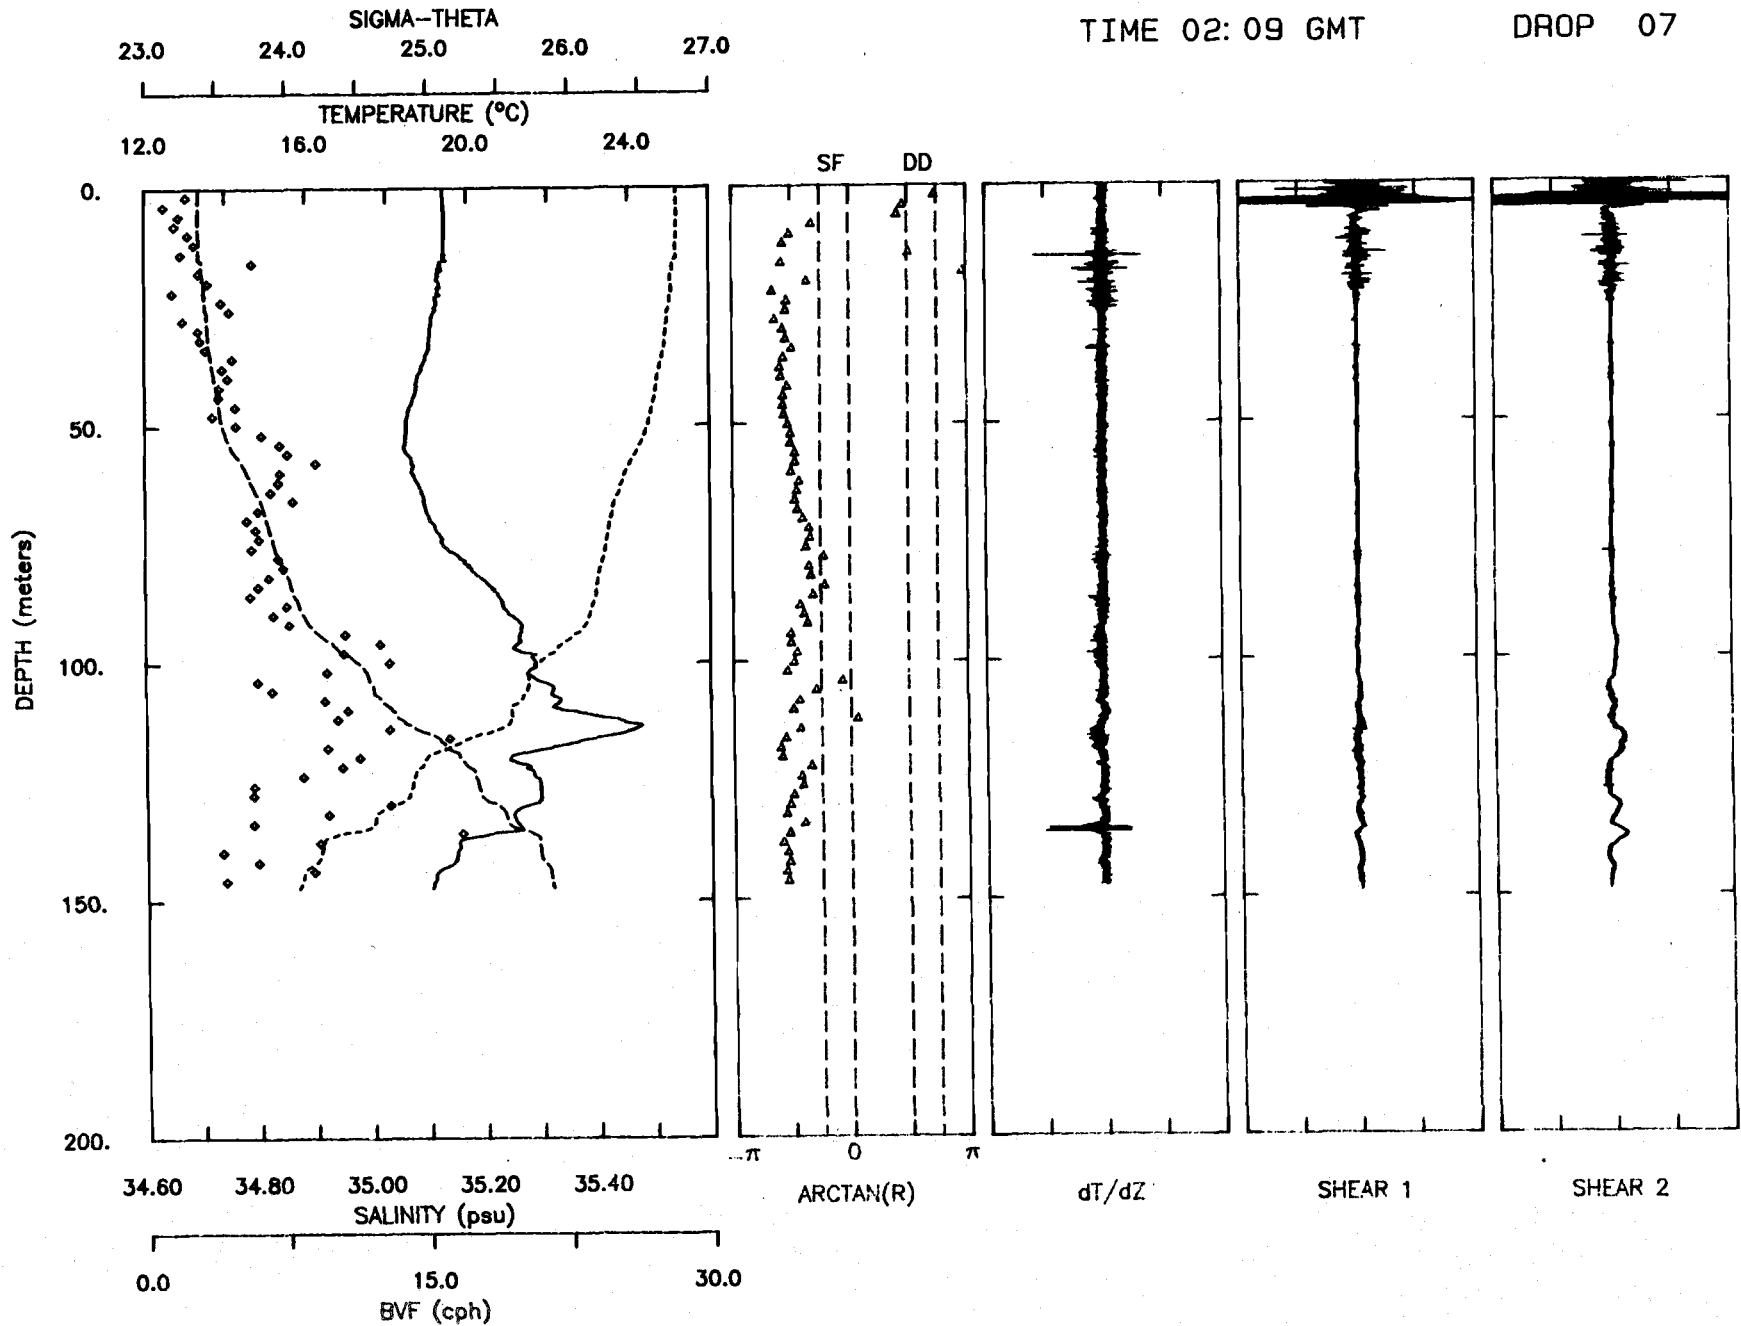 SIGMA-THETA
TIME 02:09 GMT DROP 07
23.0 24.0 25.0 26.0 27.0
TEMPERATURE (°C)
12.0 16.0 20.0 24.0
SF DD
0.
50.
100.
150.
200.
DEPTH (meters)
-π 0 π
34.60 34.80 35.00 35.20 35.40
SALINITY (psu)
ARCTAN(R) dT/dZ SHEAR 1 SHEAR 2
0.0 15.0 30.0
BVF (cph)